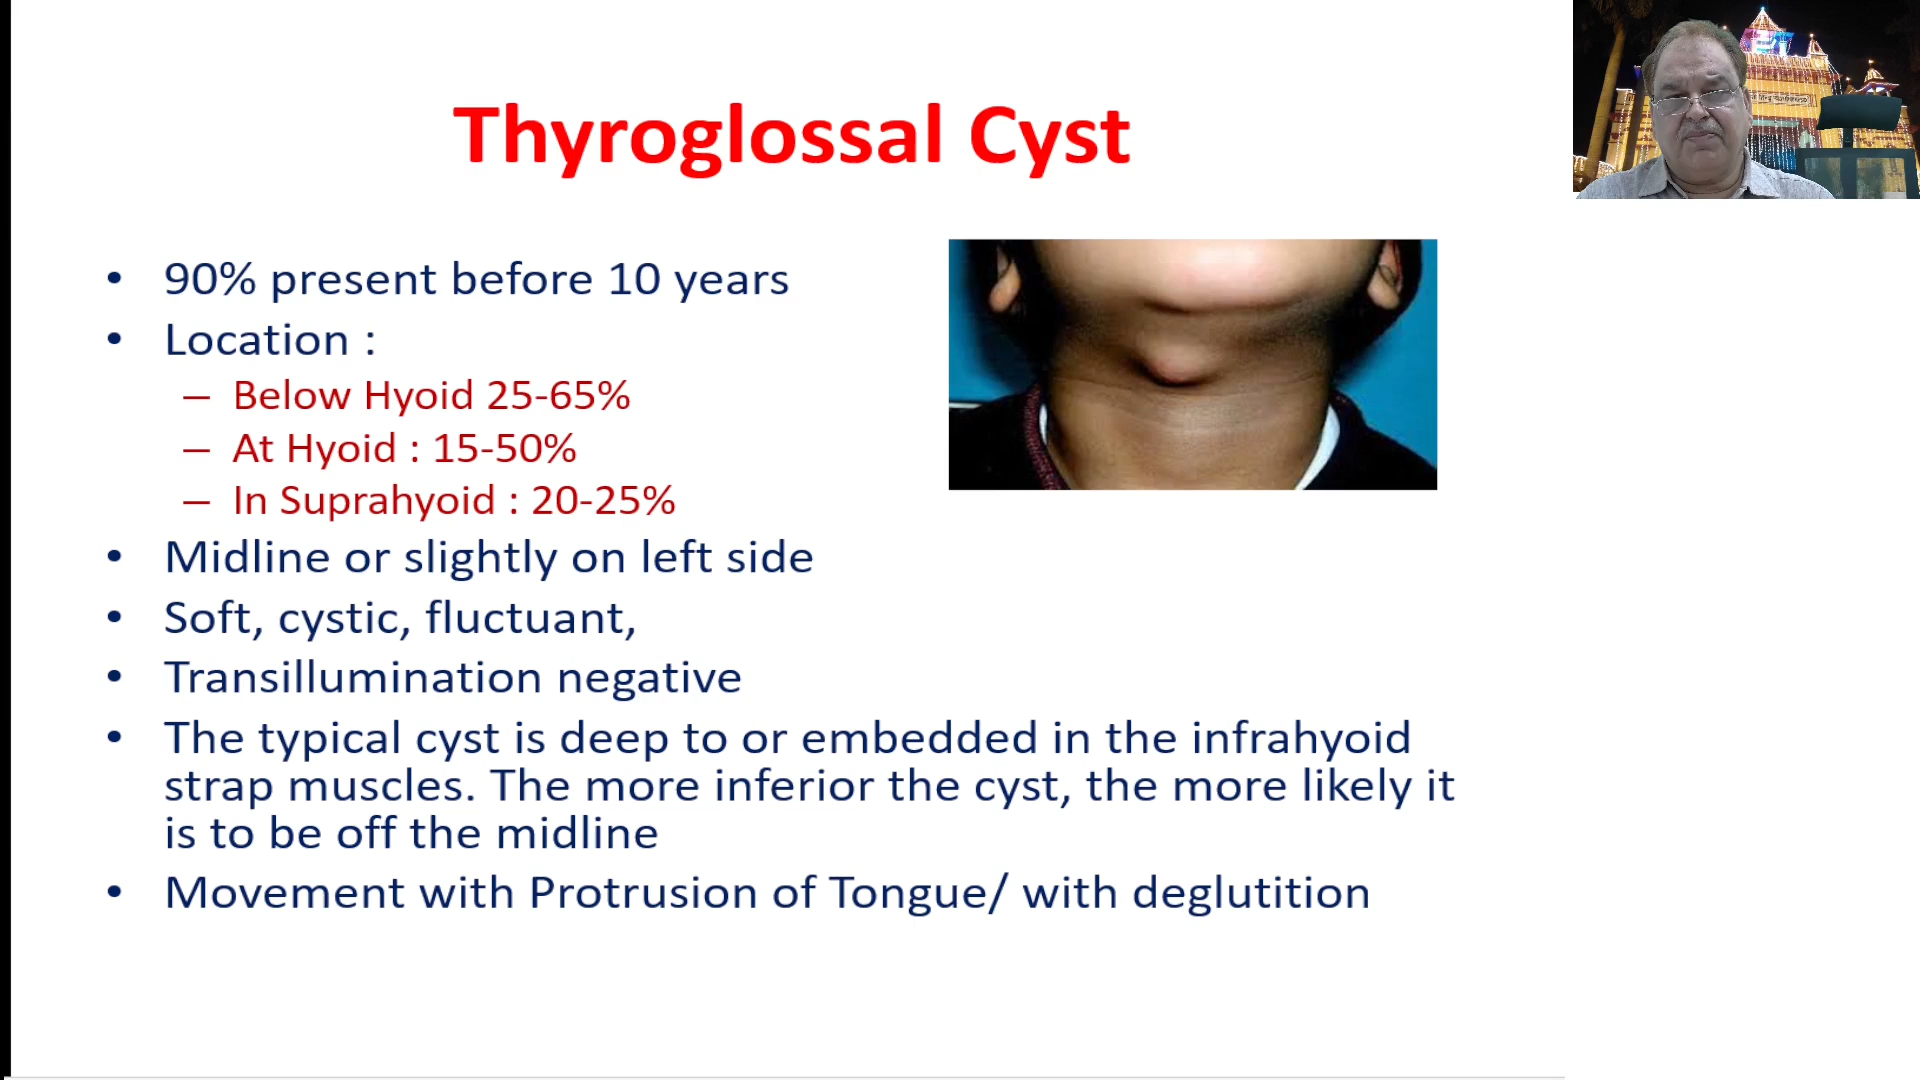 Thyroglossal Cyst
• 90% present before 10 years
• Location :
– Below Hyoid 25-65%
– At Hyoid : 15-50%
– In Suprahyoid : 20-25%
• Midline or slightly on left side
• Soft, cystic, fluctuant,
• Transillumination negative
• The typical cyst is deep to or embedded in the infrahyoid
strap muscles. The more inferior the cyst, the more likely it
is to be off the midline
• Movement with Protrusion of Tongue/ with deglutition